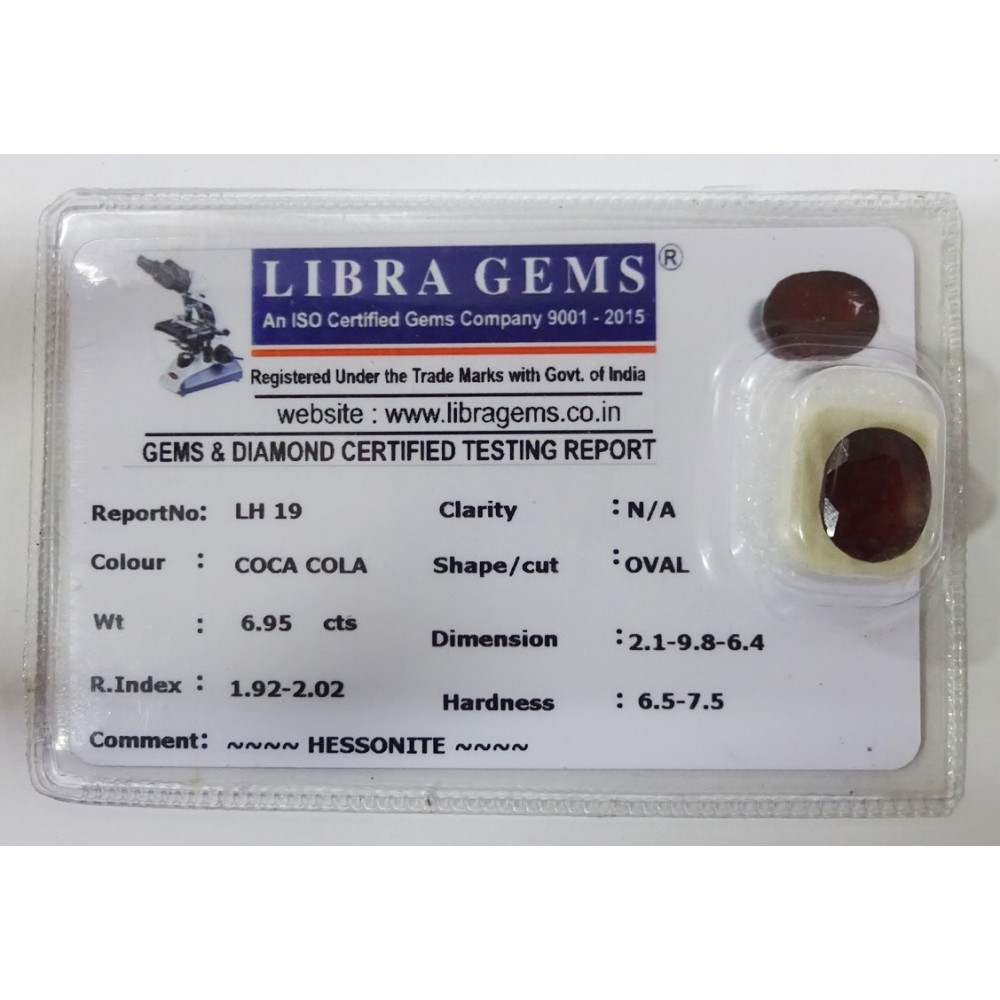 LIBRA GEMS ®
An ISO Certified Gems Company 9001 - 2015
Registered Under the Trade Marks with Govt. of India
website : www.libragems.co.in
GEMS & DIAMOND CERTIFIED TESTING REPORT
ReportNo: LH 19 Clarity : N/A
Colour : COCA COLA Shape/cut : OVAL
Wt : 6.95 cts Dimension : 2.1-9.8-6.4
R.Index : 1.92-2.02 Hardness : 6.5-7.5
Comment: ~~~~ HESSONITE ~~~~